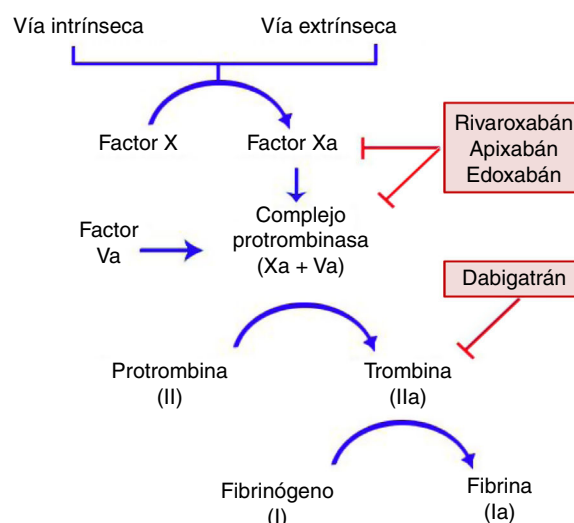 Vía intrínseca
Vía extrínseca
Factor X
Factor Xa
Rivaroxabán
Apixabán
Edoxabán
Factor
Va
Complejo
protrombinasa
(Xa + Va)
Dabigatrán
Protrombina
(II)
Trombina
(IIa)
Fibrinógeno
(I)
Fibrina
(Ia)